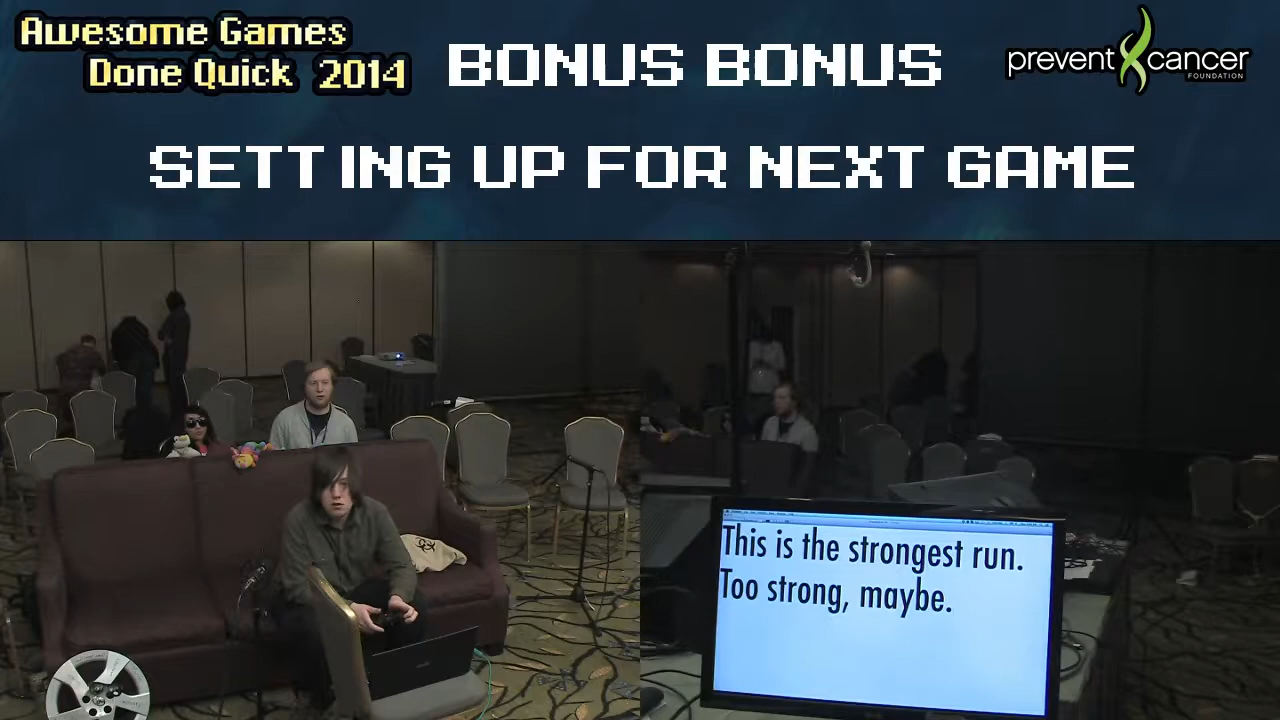 Awesome Games
Done Quick 2014
BONUS BONUS
prevent cancer
FOUNDATION
SETTING UP FOR NEXT GAME
This is the strongest run.
Too strong, maybe.